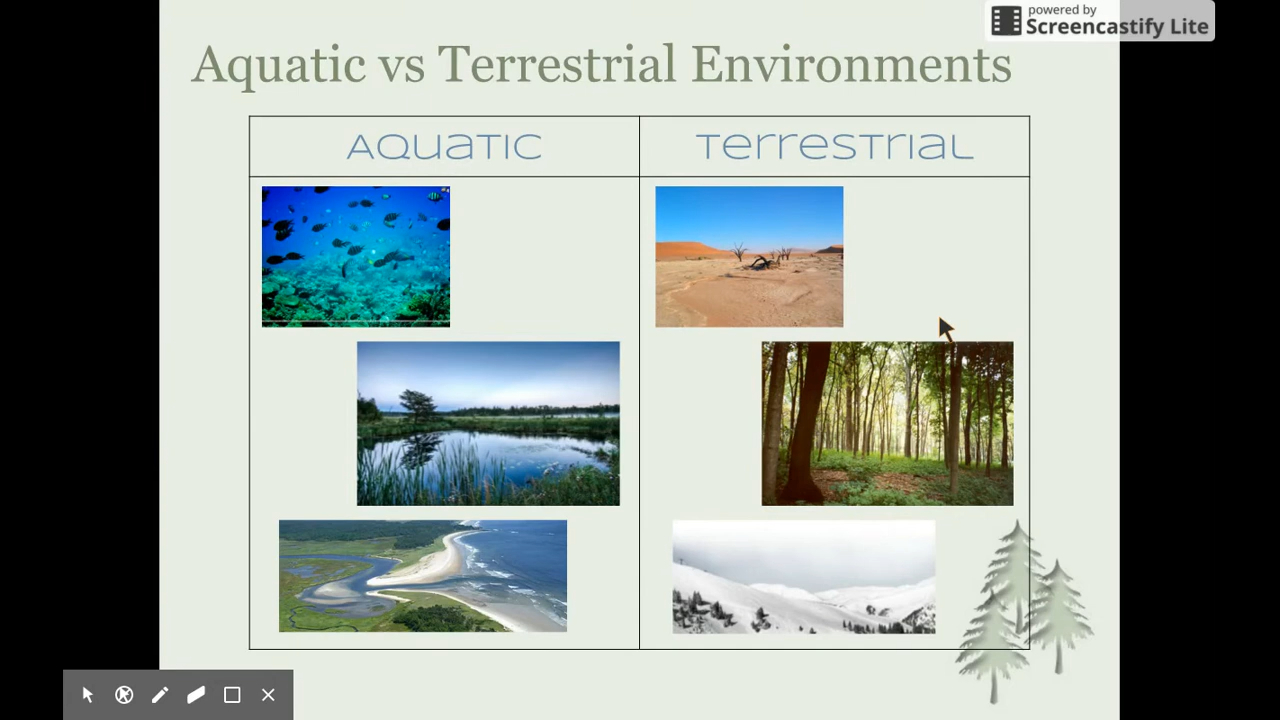 powered by
Screencastify Lite
Aquatic vs Terrestrial Environments
Aquatic
Terrestrial